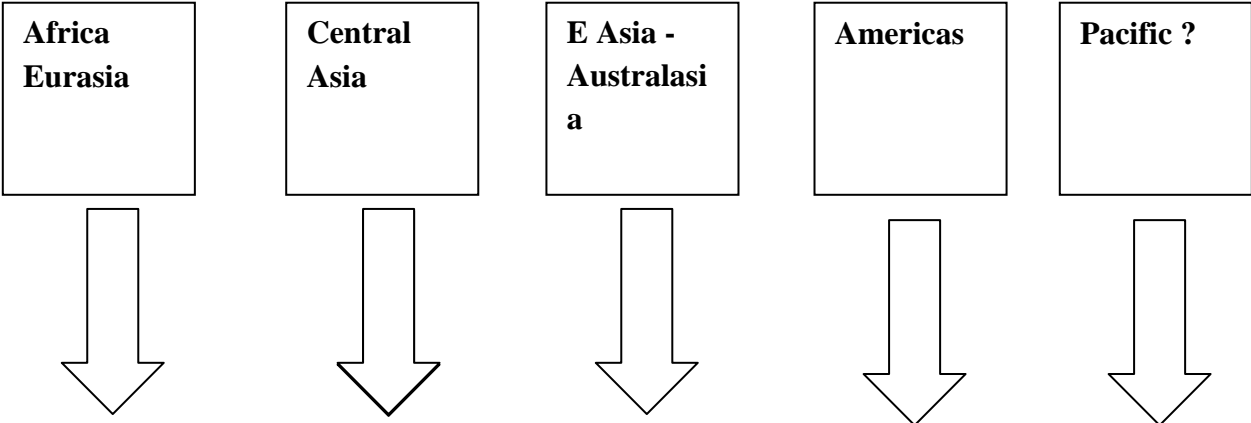 Africa
Eurasia
Central
Asia
E Asia -
Australasi
a
Americas
Pacific ?